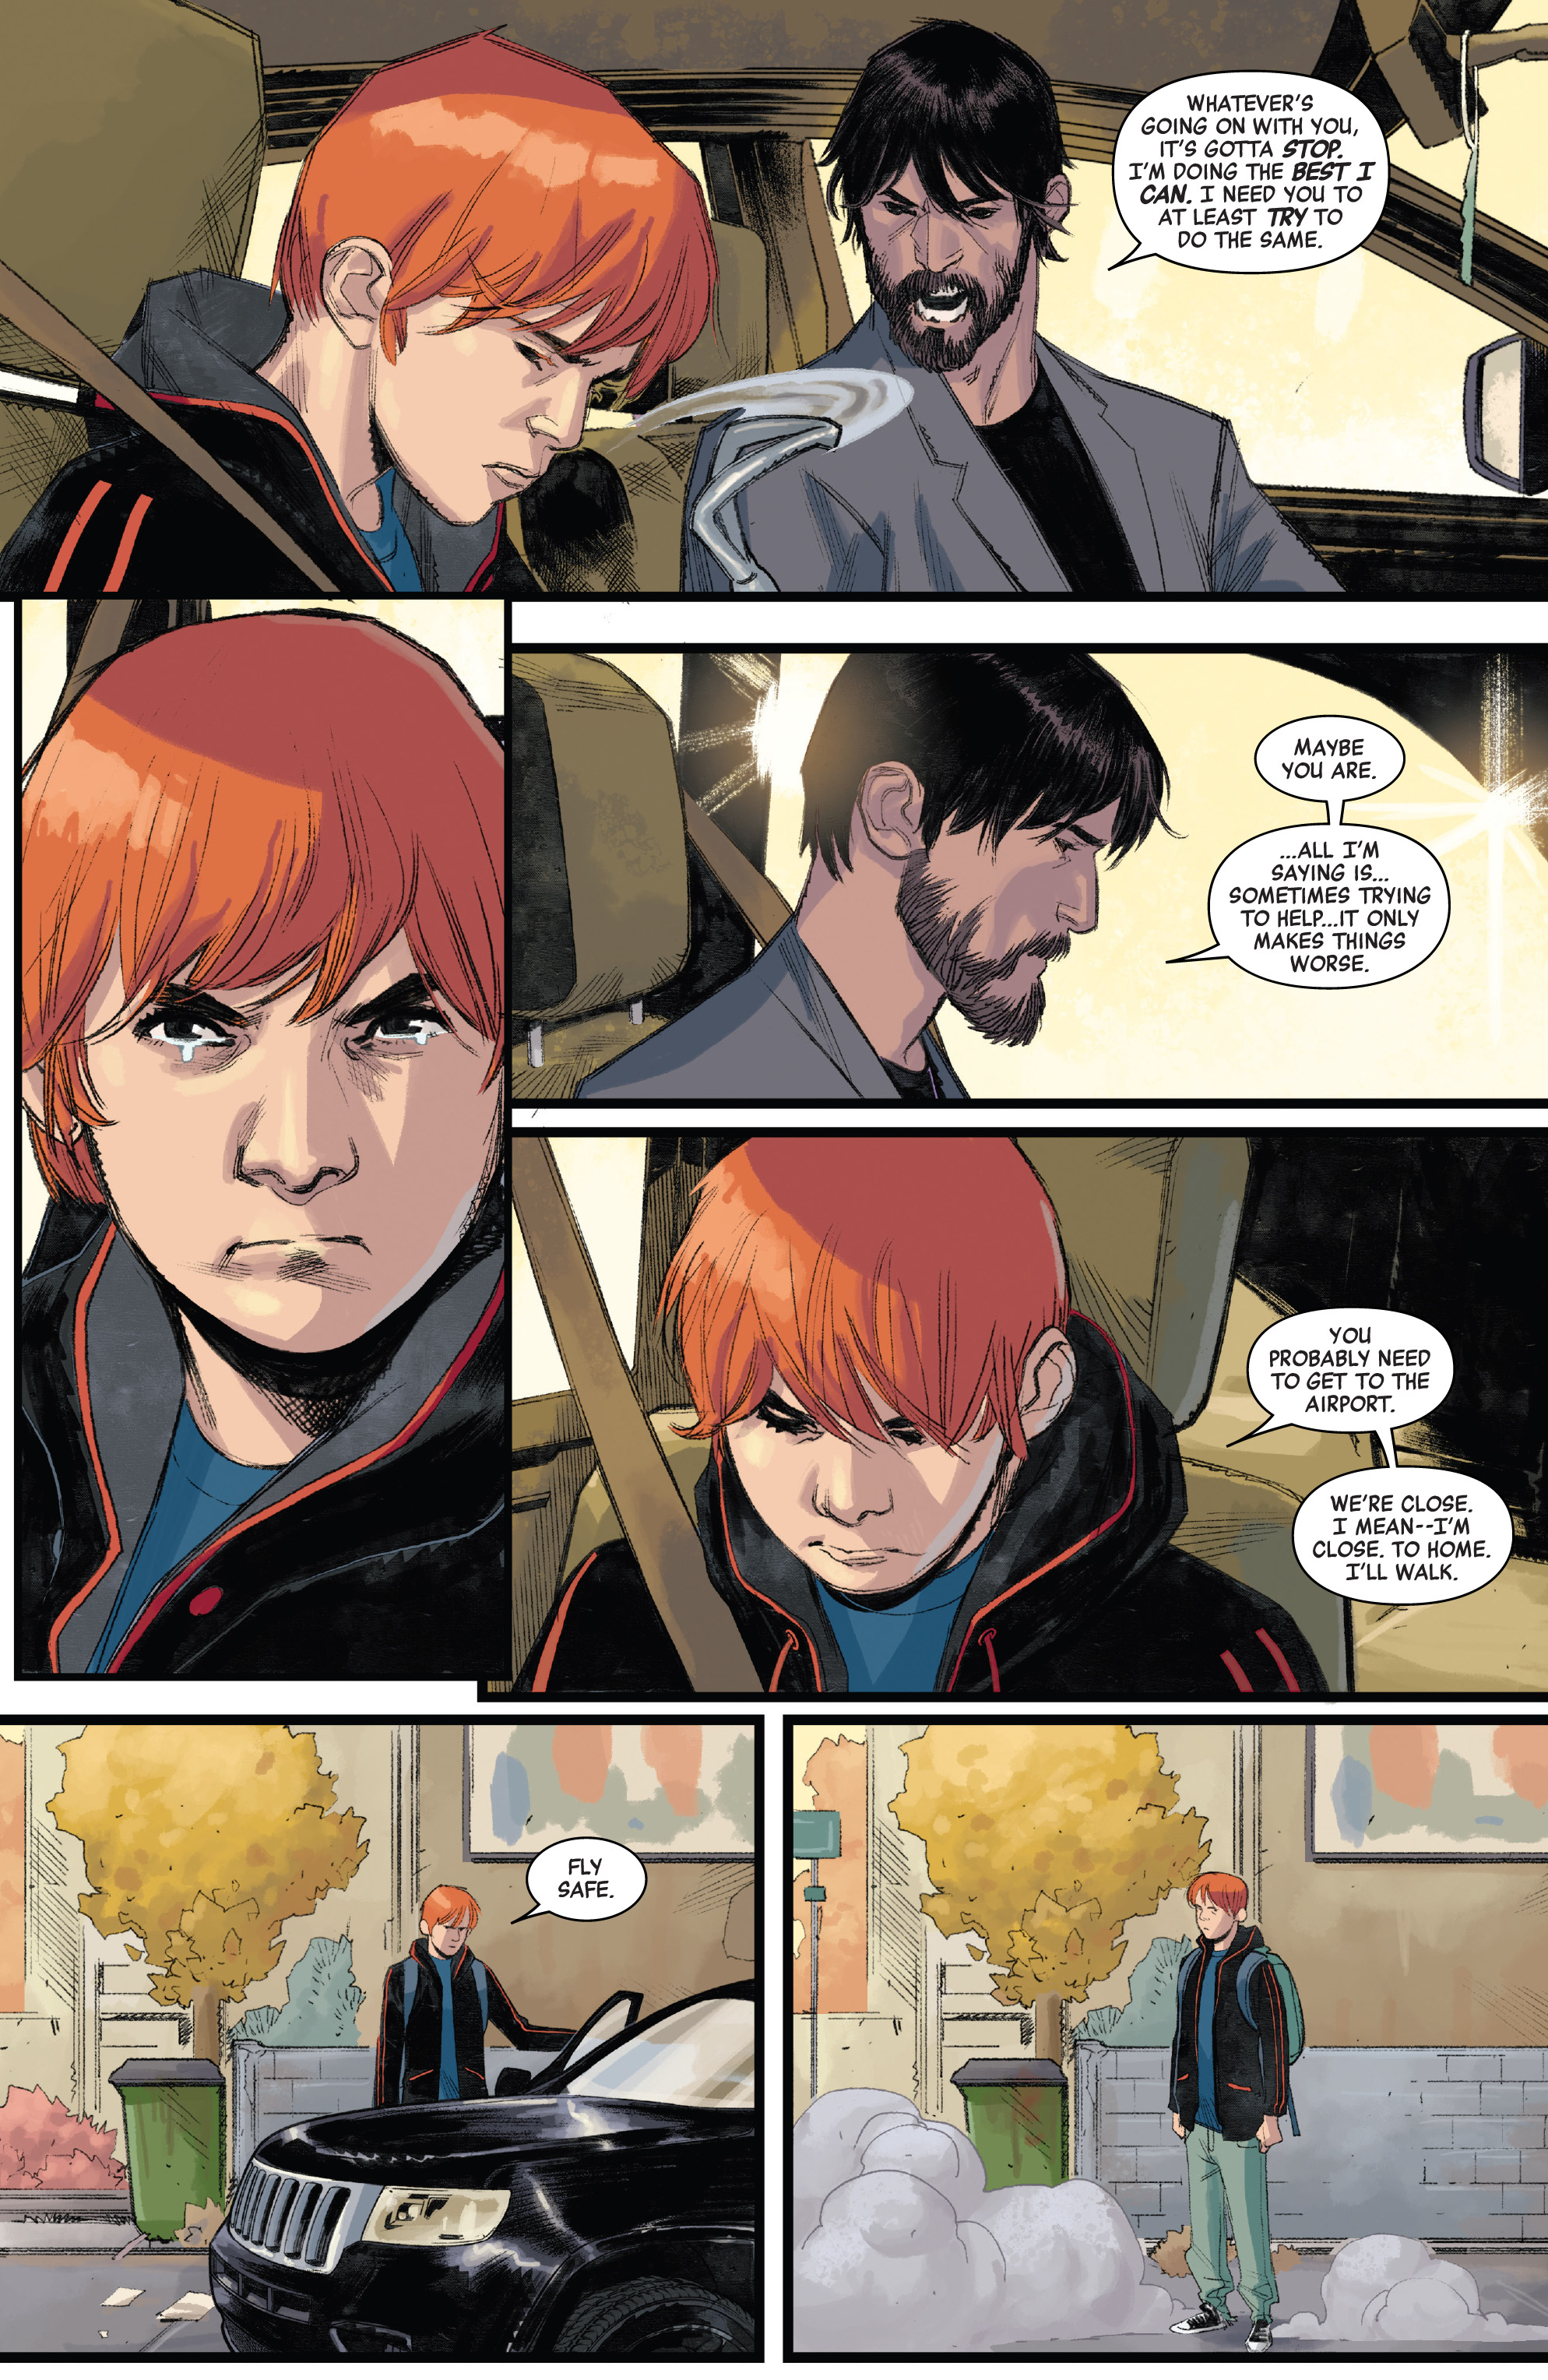 WHATEVER'S
GOING ON WITH YOU,
IT'S GOTTA STOP.
I'M DOING THE BEST I
CAN. I NEED YOU TO
AT LEAST TRY TO
DO THE SAME.
MAYBE
YOU ARE.
...ALL I'M
SAYING IS...
SOMETIMES TRYING
TO HELP...IT ONLY
MAKES THINGS
WORSE.
YOU
PROBABLY NEED
TO GET TO THE
AIRPORT.
WE'RE CLOSE.
I MEAN--I'M
CLOSE. TO HOME.
I'LL WALK.
FLY
SAFE.